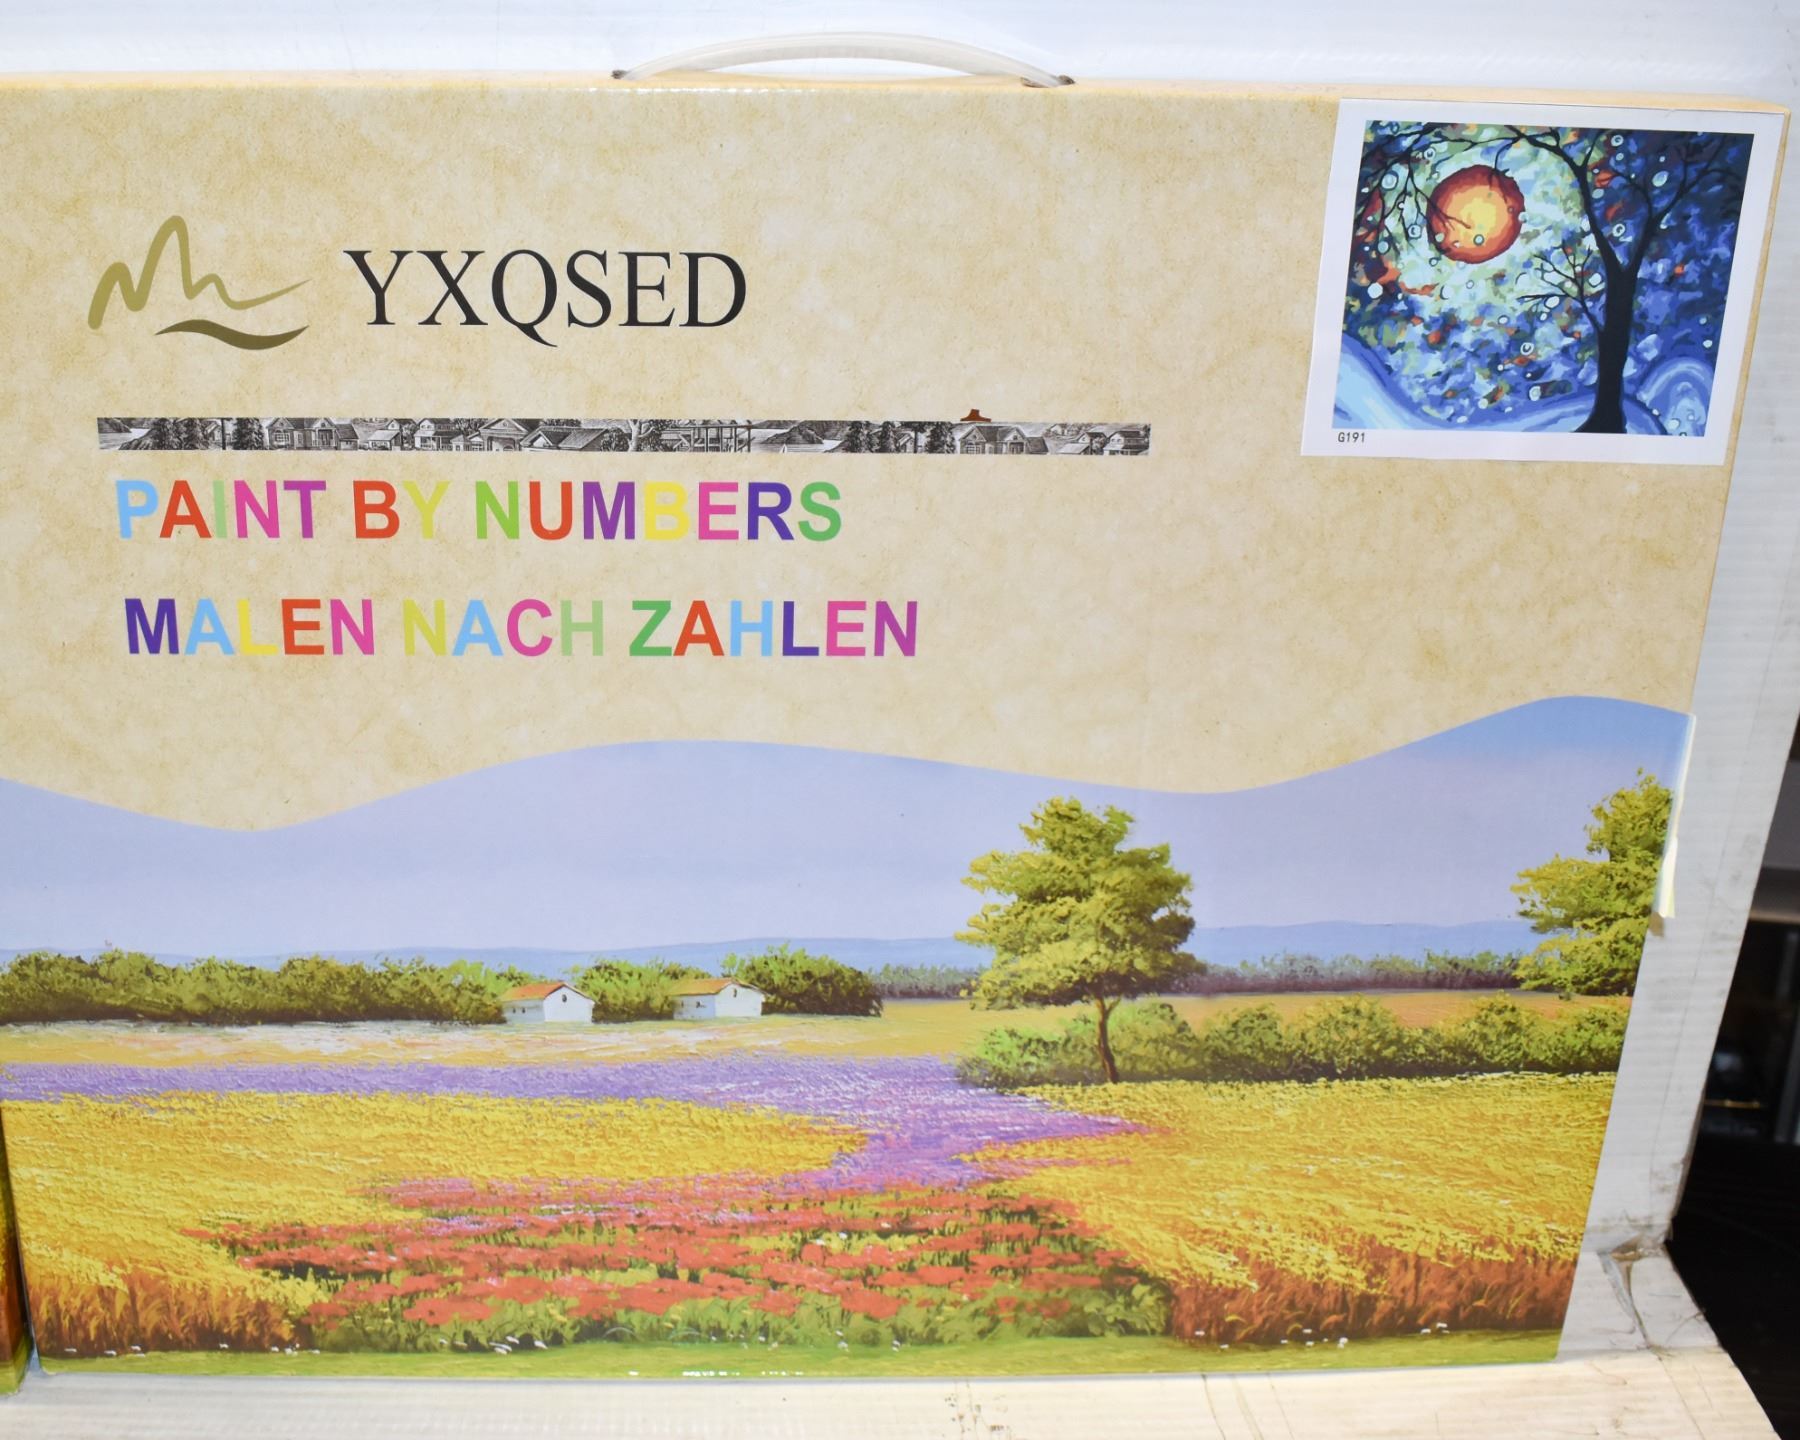 YXQSED
G191
PAINT BY NUMBERS
MALEN NACH ZAHLEN